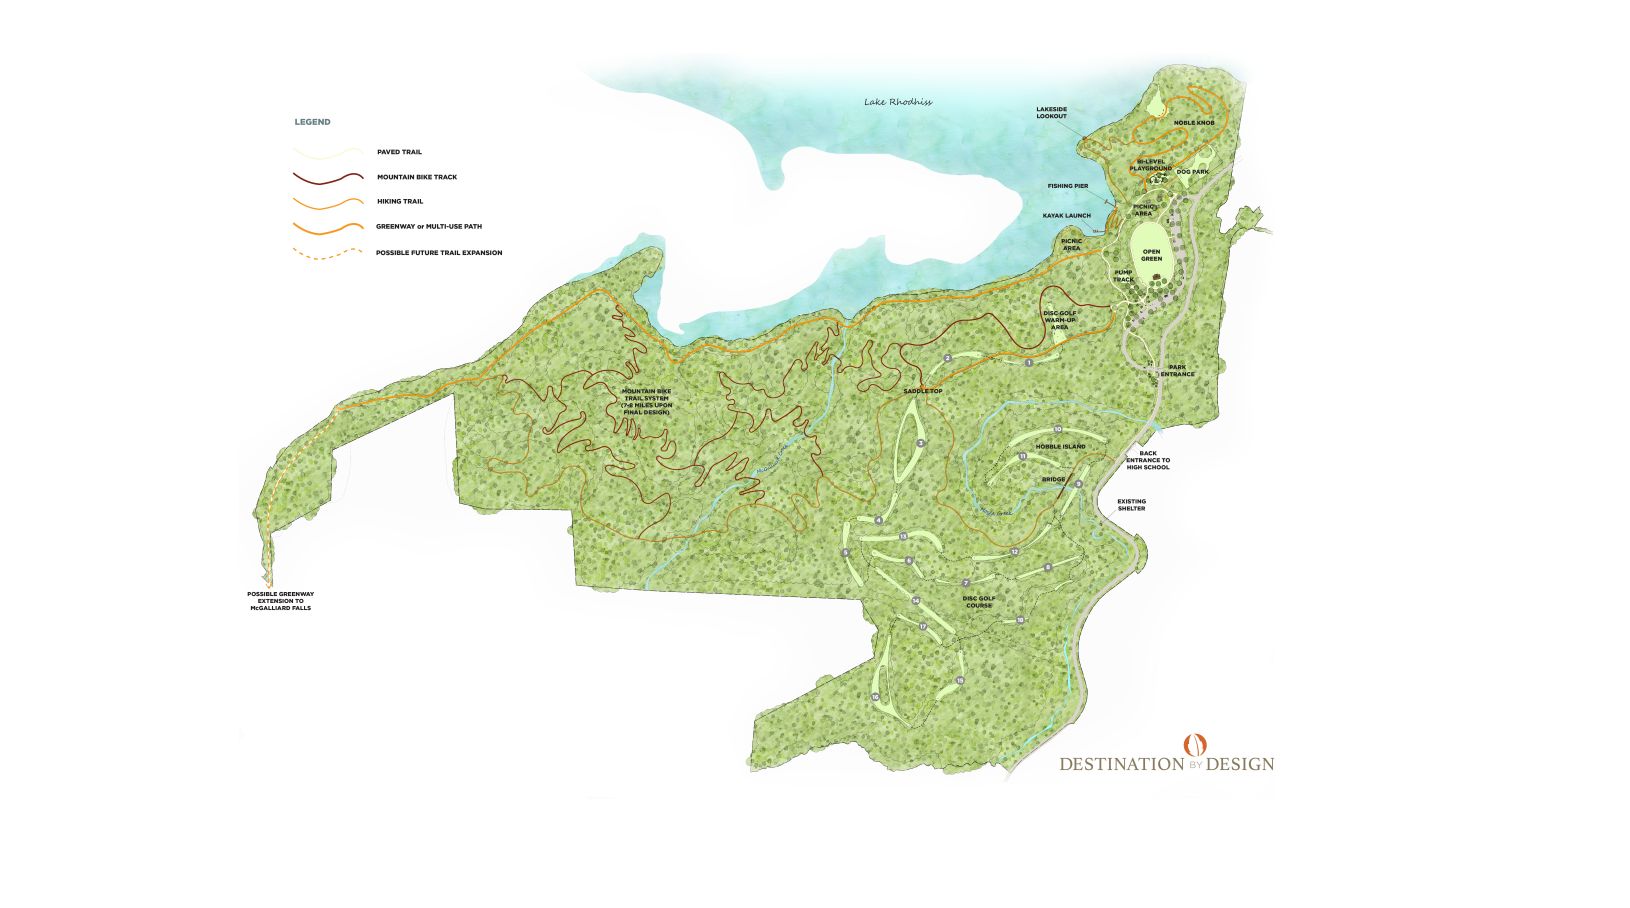 Lake Rhodhiss
LEGEND
PAVED TRAIL
MOUNTAIN BIKE TRACK
HIKING TRAIL
GREENWAY or MULTI-USE PATH
POSSIBLE FUTURE TRAIL EXPANSION
LAKESIDE
LOOKOUT
NOBLE KNOB
BI-LEVEL
PLAYGROUND
DOG PARK
FISHING PIER
PICNIC
AREA
KAYAK LAUNCH
PICNIC
AREA
OPEN
GREEN
PUMP
TRACK
DISC GOLF
WARM-UP
AREA
2
1
PARK
ENTRANCE
SADDLE TOP
MOUNTAIN BIKE
TRAIL SYSTEM
(7-8 MILES UPON
FINAL DESIGN)
10
3
HOBBLE ISLAND
11
BACK
ENTRANCE TO
HIGH SCHOOL
BRIDGE
9
EXISTING
SHELTER
4
13
5
12
6
8
7
DISC GOLF
COURSE
14
18
17
15
16
POSSIBLE GREENWAY
EXTENSION TO
McGALLIARD FALLS
DESTINATION BY DESIGN